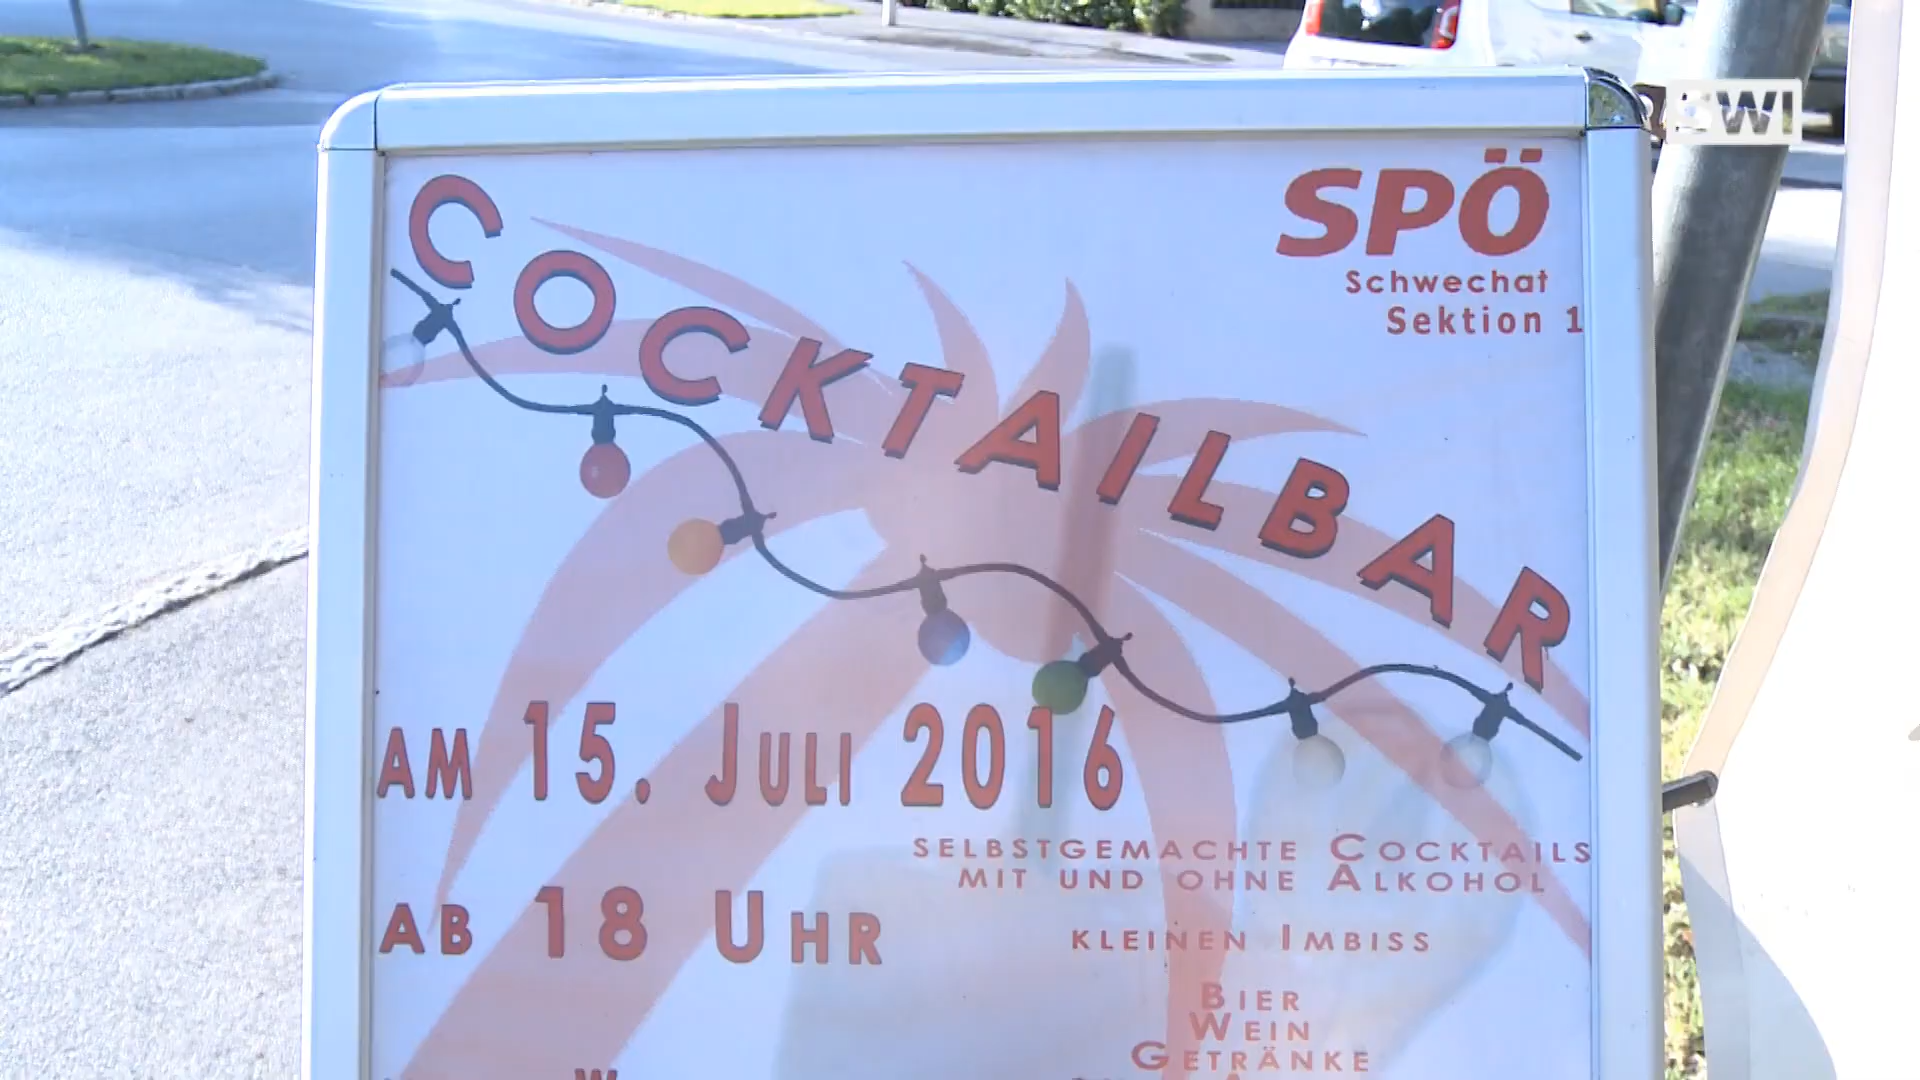 SWI
SPÖ
Schwechat
Sektion 1
COCKTAILBAR
AM 15. JULI 2016
SELBSTGEMACHTE COCKTAILS
MIT UND OHNE ALKOHOL
AB 18 UHR
KLEINEN IMBISS
BIER
WEIN
GETRÄNKE